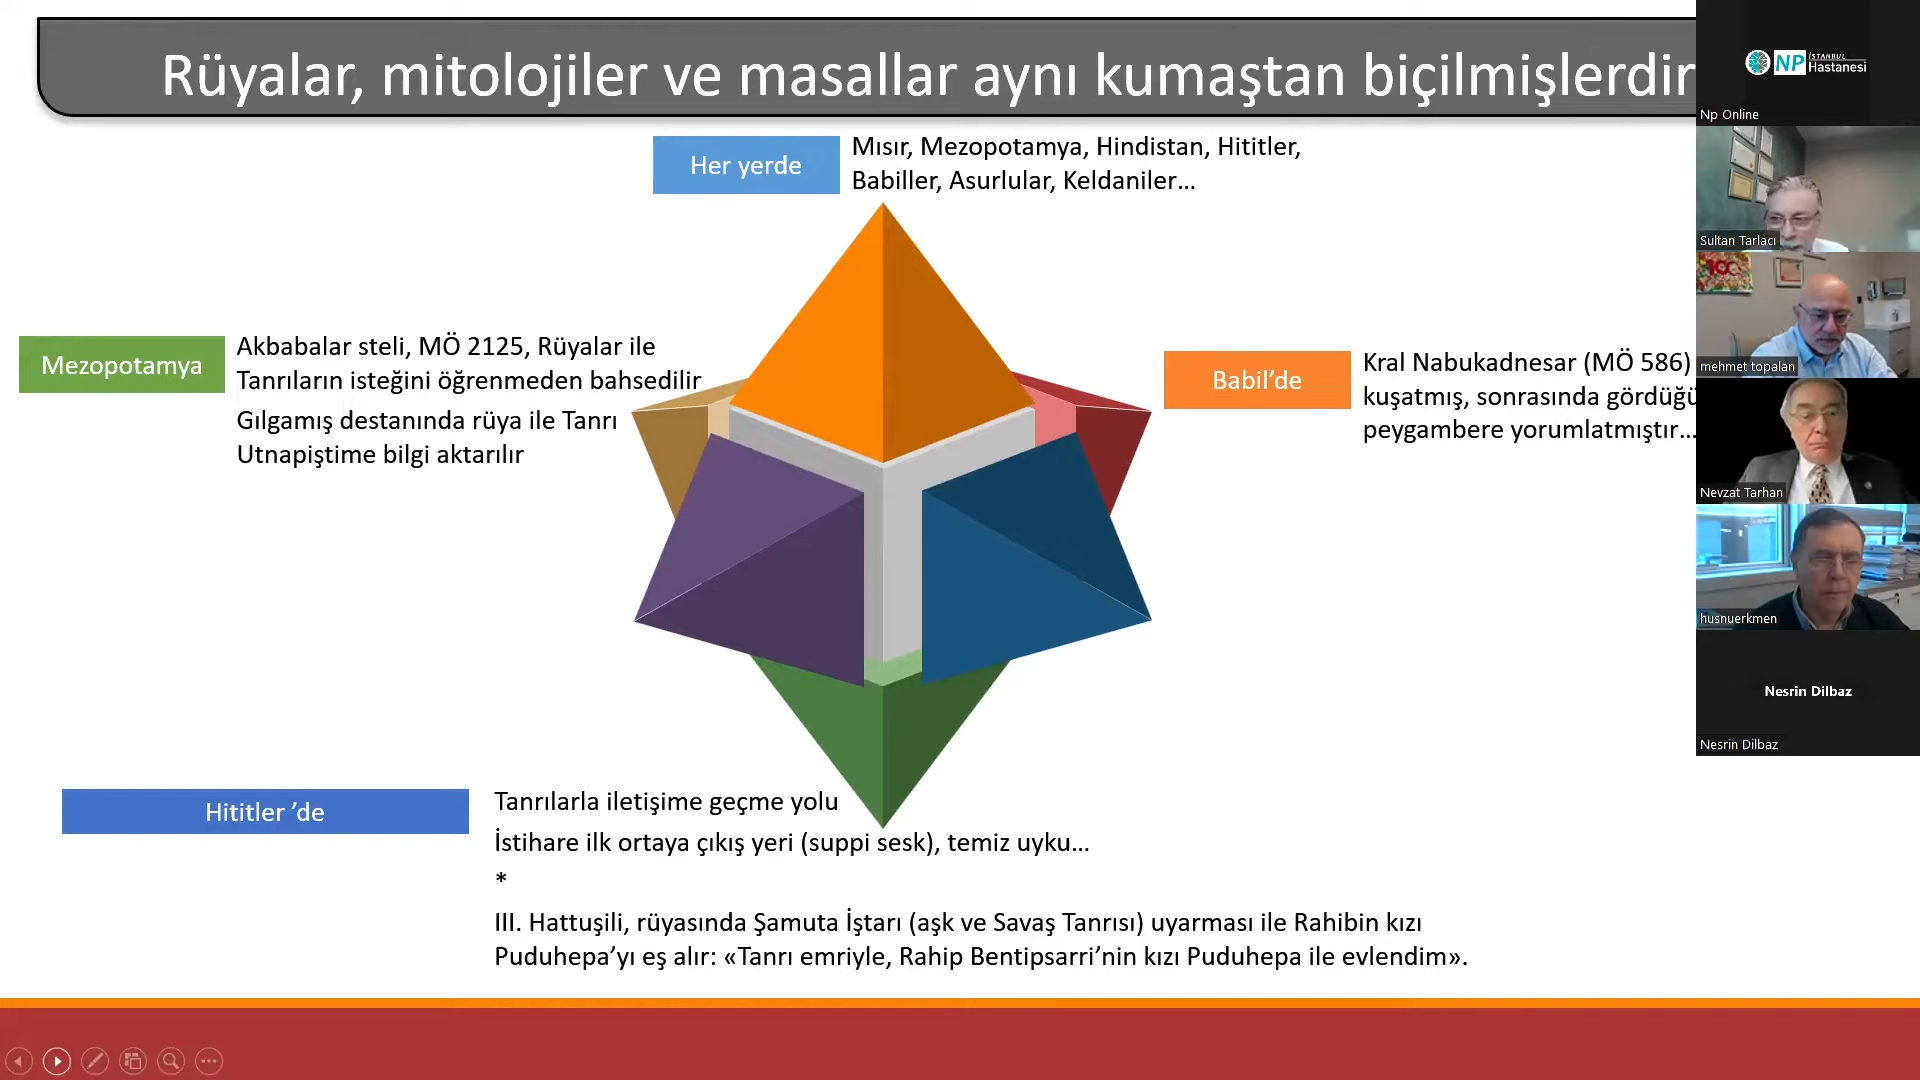 Rüyalar, mitolojiler ve masallar aynı kumaştan biçilmişlerdir
Her yerde
Mısır, Mezopotamya, Hindistan, Hititler,
Babiller, Asurlular, Keldaniler...
Mezopotamya
Akbabalar steli, MÖ 2125, Rüyalar ile
Tanrıların isteğini öğrenmeden bahsedilir
Gılgamış destanında rüya ile Tanrı
Utnapiştime bilgi aktarılır
Babil’de
Kral Nabukadnesar (MÖ 586)
kuşatmış, sonrasında gördüğü
peygambere yorumlatmıştır...
Hititler ’de
Tanrılarla iletişime geçme yolu
İstihare ilk ortaya çıkış yeri (suppi sesk), temiz uyku...
*
III. Hattuşili, rüyasında Şamuta İştarı (aşk ve Savaş Tanrısı) uyarması ile Rahibin kızı
Puduhepa’yı eş alır: «Tanrı emriyle, Rahip Bentipsarri’nin kızı Puduhepa ile evlendim».
NP İSTANBUL
Hastanesi
Np Online
Sultan Tarlacı
100
mehmet topalan
Nevzat Tarhan
husnuerkmen
Nesrin Dilbaz
Nesrin Dilbaz